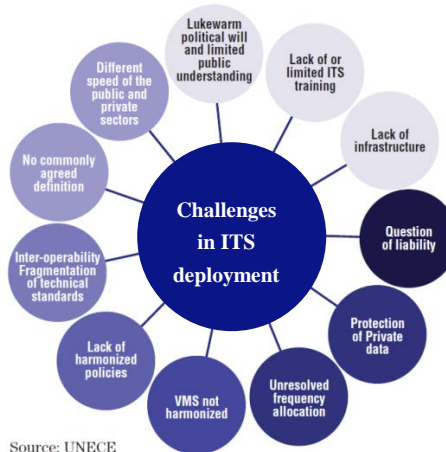 Lukewarm
political will
and limited
public
understanding
Lack of or
limited ITS
training
Lack of
infrastructure
Question
of liability
Protection
of Private
data
Unresolved
frequency
allocation
VMS not
harmonized
Lack of
harmonized
policies
Inter-operability
Fragmentation
of technical
standards
No commonly
agreed
definition
Different
speed of the
public and
private
sectors
Challenges
in ITS
deployment
Source: UNECE